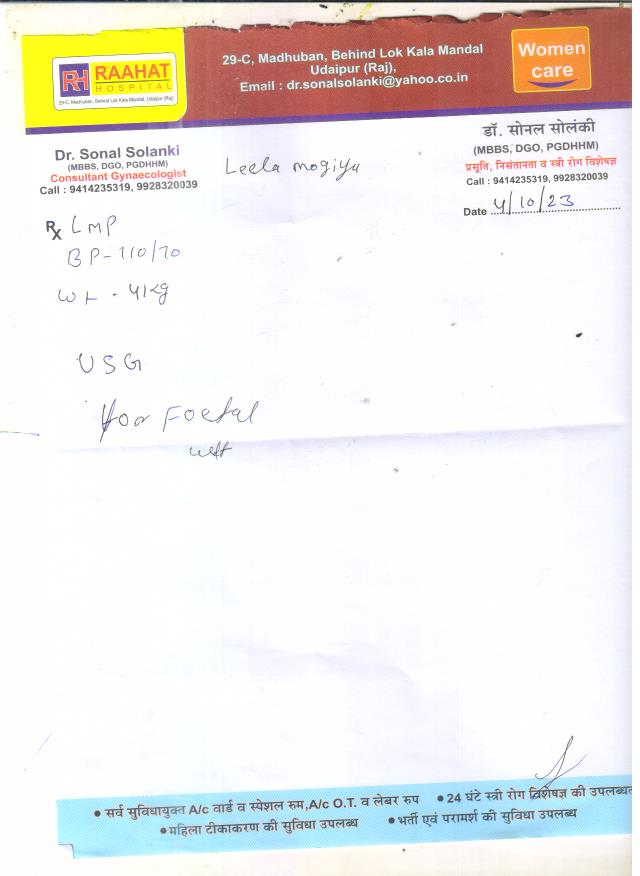 RH RAAHAT
HOSPITAL
29-C, Madhuban, Behind Lok Kala Mandal, Udaipur (Raj)
29-C, Madhuban, Behind Lok Kala Mandal
Udaipur (Raj),
Email : dr.sonalsolanki@yahoo.co.in
Women
care
Dr. Sonal Solanki
(MBBS, DGO, PGDHHM)
Consultant Gynaecologist
Call : 9414235319, 9928320039
Leela mogiya
डॉ. सोनल सोलंकी
(MBBS, DGO, PGDHHM)
प्रसूति, निसंतानता व स्त्री रोग विशेषज्ञ
Call : 9414235319, 9928320039
Date 4/10/23
Rx LMP
BP-110/70
wt - 41kg
USG
For Foetal
• सर्व सुविधायुक्त A/c वार्ड व स्पेशल रुम,A/c O.T. व लेबर रुप • 24 घंटे स्त्री रोग विशेषज्ञ की उपलब्धत
• महिला टीकाकरण की सुविधा उपलब्ध • भर्ती एवं परामर्श की सुविधा उपलब्ध